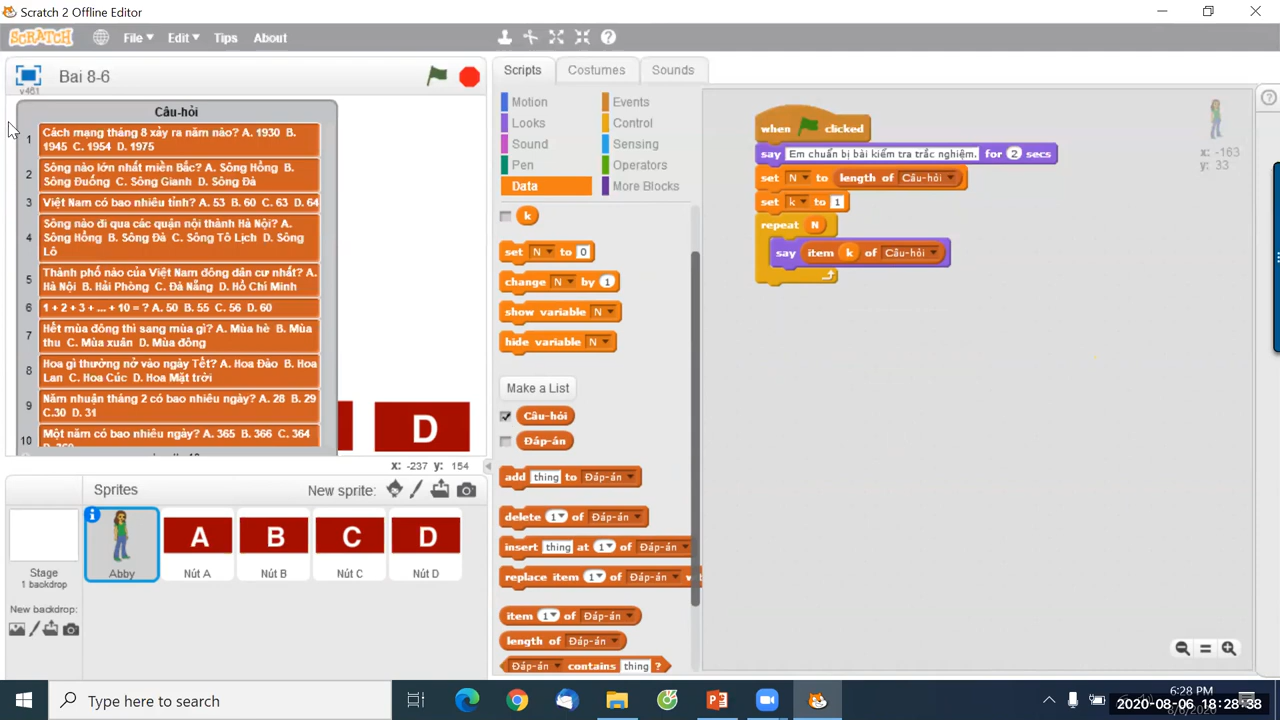 Scratch 2 Offline Editor
SCRATCH File Edit Tips About
v461 Bai 8-6
Scripts Costumes Sounds
Câu-hỏi
1 Cách mạng tháng 8 xảy ra năm nào? A. 1930 B.
1945 C. 1954 D. 1975
2 Sông nào lớn nhất miền Bắc? A. Sông Hồng B.
Sông Đuống C. Sông Gianh D. Sông Đà
3 Việt Nam có bao nhiêu tỉnh? A. 53 B. 60 C. 63 D. 64
4 Sông nào đi qua các quận nội thành Hà Nội? A.
Sông Hồng B. Sông Đà C. Sông Tô Lịch D. Sông
Lô
5 Thành phố nào của Việt Nam đông dân cư nhất? A.
Hà Nội B. Hải Phòng C. Đà Nẵng D. Hồ Chí Minh
6 1 + 2 + 3 + ... + 10 = ? A. 50 B. 55 C. 56 D. 60
7 Hết mùa đông thì sang mùa gì? A. Mùa hè B. Mùa
thu C. Mùa xuân D. Mùa đông
8 Hoa gì thường nở vào ngày Tết? A. Hoa Đào B. Hoa
Lan C. Hoa Cúc D. Hoa Mặt trời
9 Năm nhuận tháng 2 có bao nhiêu ngày? A. 28 B. 29
C.30 D. 31
10 Một năm có bao nhiêu ngày? A. 365 B. 366 C. 364
D
x: -237 y: 154
Sprites New sprite:
A B C D
Stage
1 backdrop
Abby Nút A Nút B Nút C Nút D
New backdrop:
Motion Events
Looks Control
Sound Sensing
Pen Operators
Data More Blocks
k
set N to 0
change N by 1
show variable N
hide variable N
Make a List
Câu-hỏi
Đáp-án
add thing to Đáp-án
delete 1 of Đáp-án
insert thing at 1 of Đáp-án
replace item 1 of Đáp-án
item 1 of Đáp-án
length of Đáp-án
Đáp-án contains thing ?
when clicked
say Em chuẩn bị bài kiểm tra trắc nghiệm. for 2 secs
set N to length of Câu-hỏi
set k to 1
repeat N
say item k of Câu-hỏi
x: -163
y: 33
Type here to search
6:28 PM
2020-08-06 18:28:38